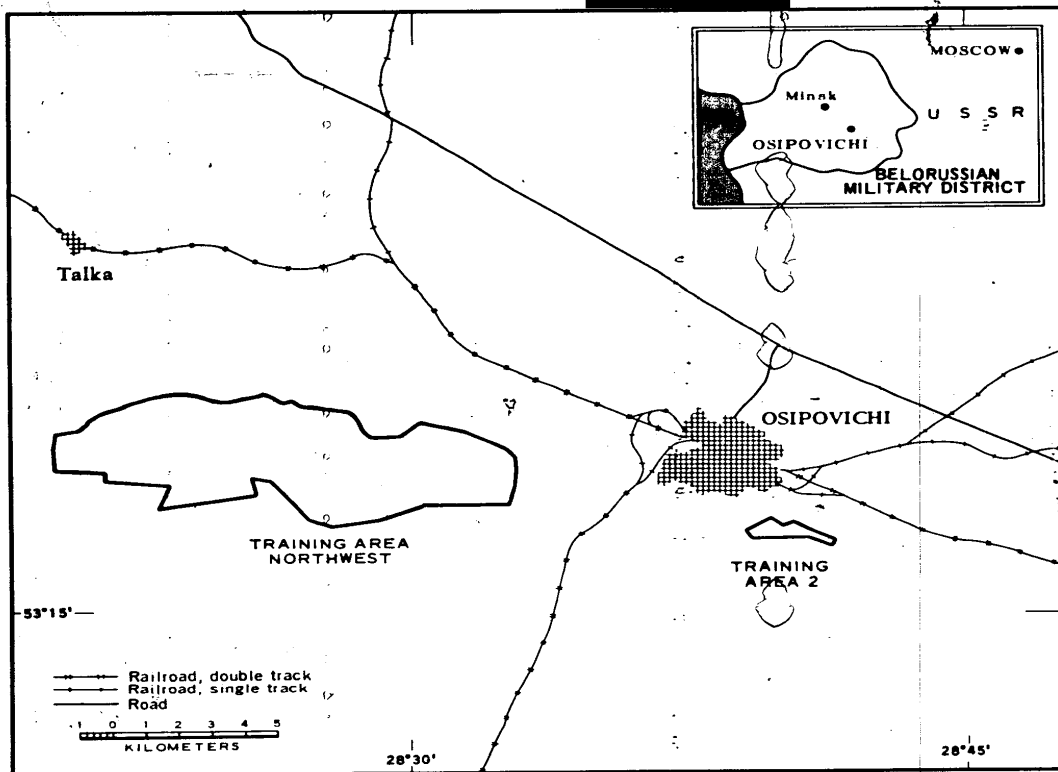 MOSCOW
Minsk
U S S R
OSIPOVICHI
BELORUSSIAN
MILITARY DISTRICT
Talka
OSIPOVICHI
TRAINING AREA
NORTHWEST
TRAINING
AREA 2
53°15'
Railroad, double track
Railroad, single track
Road
1 0 1 2 3 4 5
KILOMETERS
28°30'
28°45'